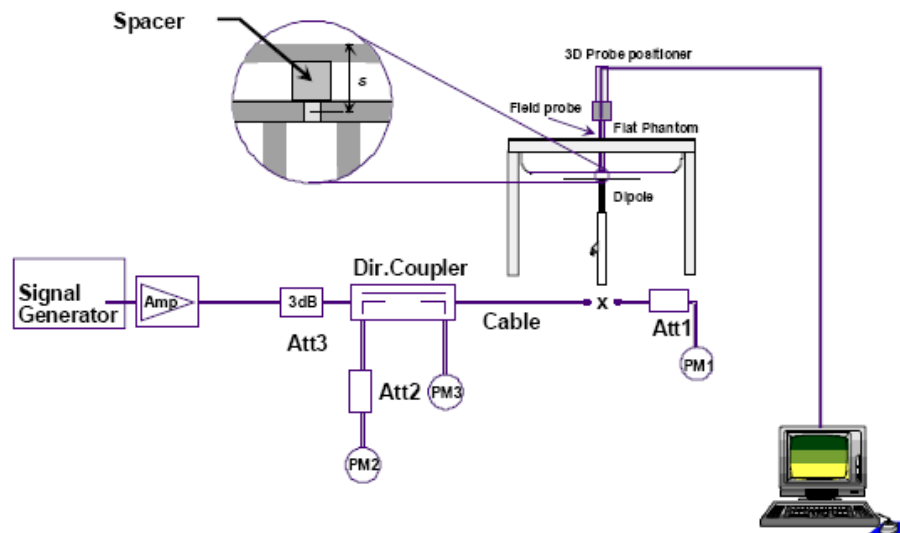 Spacer
s
3D Probe positioner
Field probe
Flat Phantom
Dipole
Signal
Generator
Amp
3dB
Att3
Dir.Coupler
Cable
x
Att1
PM1
Att2
PM3
PM2